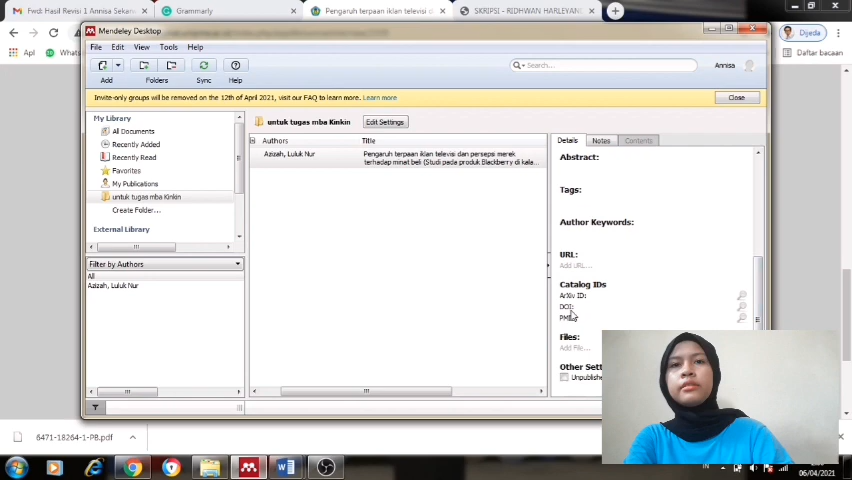 Fwd: Hasil Revisi 1 Annisa Sekar
Grammarly
Pengaruh terpaan iklan televisi d
SKRIPSI - RIDHWAN HARLEVAN
Mendeley Desktop
Dijeda
Apl
Daftar bacaan
File Edit View Tools Help
Add
Folders
Sync
Help
Search...
Annisa
Invite-only groups will be removed on the 12th of April 2021, visit our FAQ to learn more. Learn more
Close
My Library
All Documents
Recently Added
Recently Read
Favorites
My Publications
untuk tugas mba Kinkin
Create Folder...
External Library
Filter by Authors
All
Azizah, Luluk Nur
untuk tugas mba Kinkin
Edit Settings
Authors Title
Azizah, Luluk Nur
Pengaruh terpaan iklan televisi dan persepsi merek
terhadap minat beli (Studi pada produk Blackberry di kala...
Details Notes Contents
Abstract:
Tags:
Author Keywords:
URL:
Add URL...
Catalog IDs
ArXiv ID:
DOI:
Files:
Add File...
Other Sett
Unpublishe
6471-18264-1-PB.pdf
IN
06/04/2021